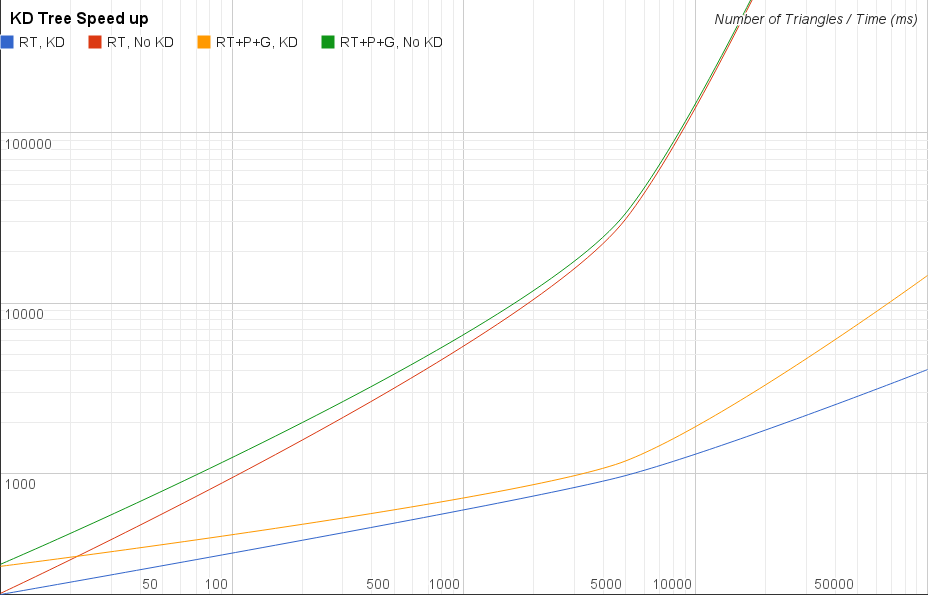 KD Tree Speed up
Number of Triangles / Time (ms)
RT, KD
RT, No KD
RT+P+G, KD
RT+P+G, No KD
100000
10000
1000
50 100 500 1000 5000 10000 50000